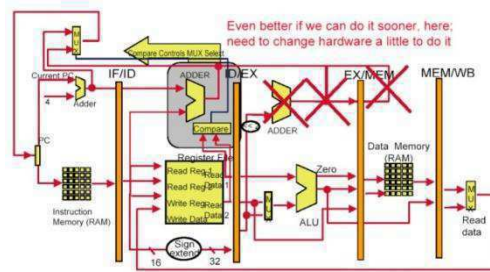 Even better if we can do it sooner, here;
need to change hardware a little to do it
MUX
Compare Controls MUX Select
IF/ID
ADDER
ID/EX
EX/MEM
MEM/WB
Current PC
4
Adder
Compare
ADDER
PC
Register File
Read Reg 1
Read Data 1
Read Reg 2
Write Reg
Read Data 2
Write Data
Zero
ALU
MUX
Data Memory
(RAM)
MUX
Read
data
Instruction
Memory (RAM)
Sign
extend
16
32